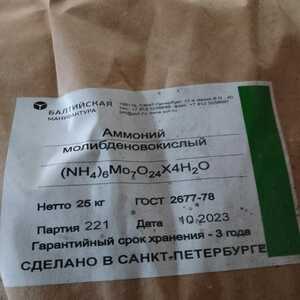 БАЛТИЙСКАЯ
МАНУФАКТУРА
Аммоний
молибденовокислый
(NH4)6Mo7O24X4H2O
Нетто 25 кг ГОСТ 2677-78
Партия 221 Дата 10.2023
Гарантийный срок хранения - 3 года
СДЕЛАНО В САНКТ-ПЕТЕРБУРГЕ